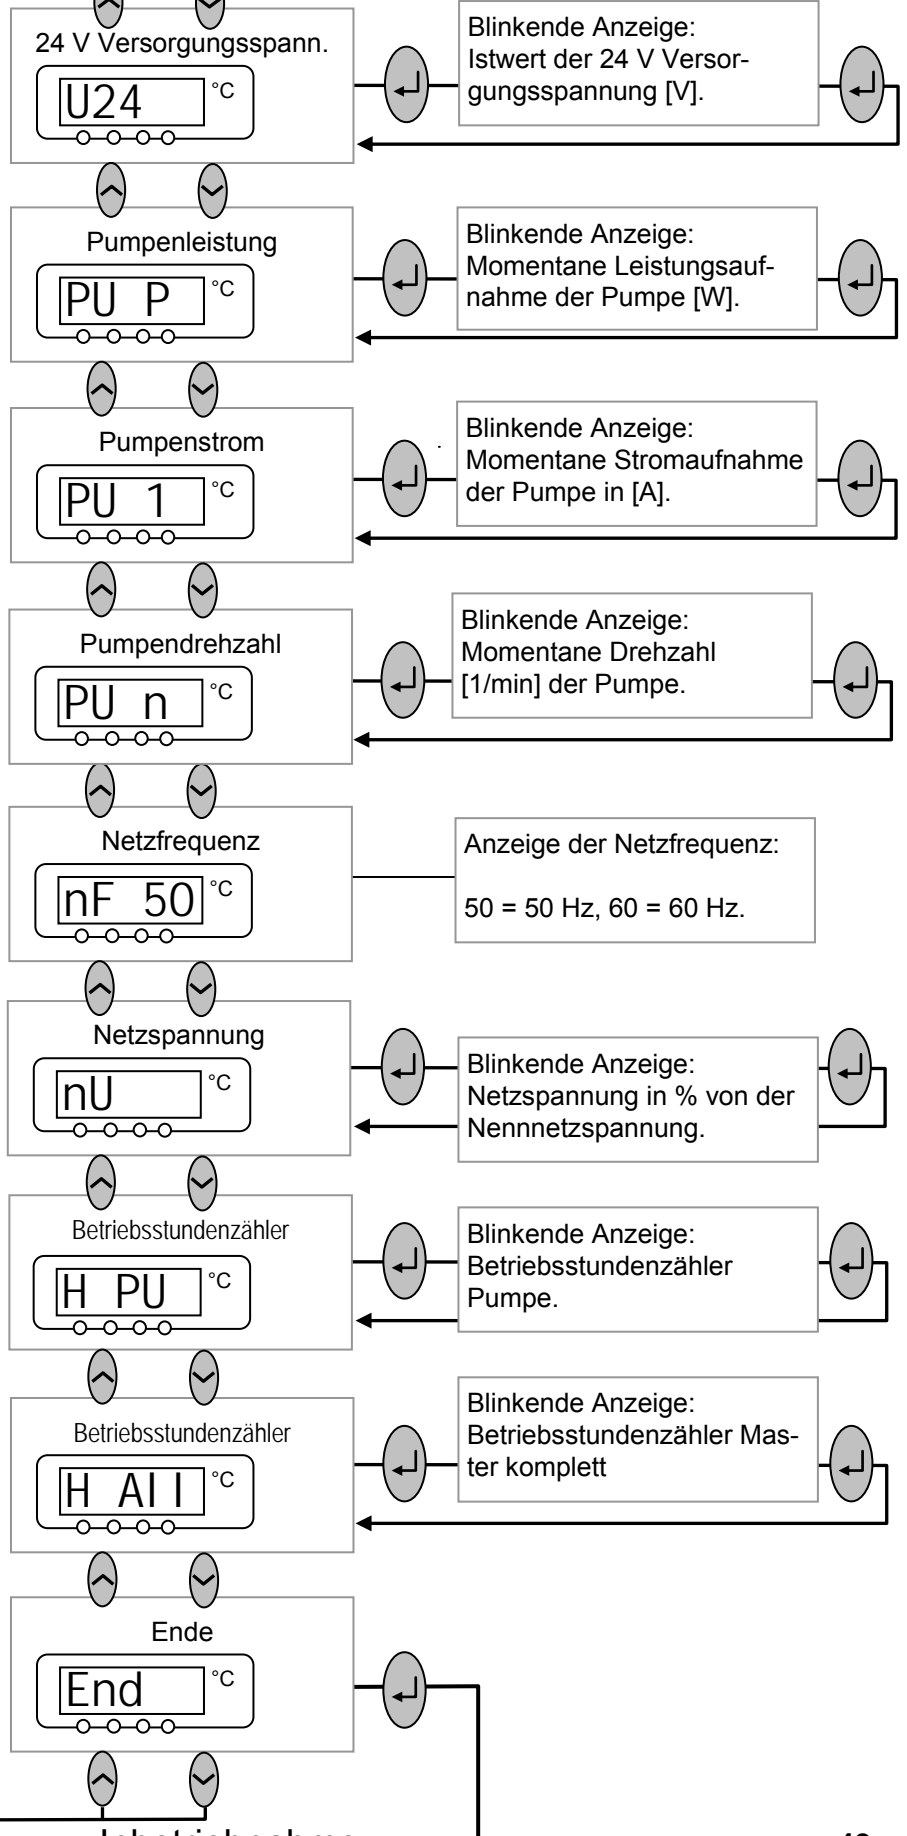 24 V Versorgungsspann.
U24 °C
Blinkende Anzeige:
Istwert der 24 V Versor-
gungsspannung [V].
Pumpenleistung
PU P °C
Blinkende Anzeige:
Momentane Leistungsauf-
nahme der Pumpe [W].
Pumpenstrom
PU 1 °C
Blinkende Anzeige:
Momentane Stromaufnahme
der Pumpe in [A].
Pumpendrehzahl
PU n °C
Blinkende Anzeige:
Momentane Drehzahl
[1/min] der Pumpe.
Netzfrequenz
nF 50 °C
Anzeige der Netzfrequenz:
50 = 50 Hz, 60 = 60 Hz.
Netzspannung
nU °C
Blinkende Anzeige:
Netzspannung in % von der
Nennnetzspannung.
Betriebsstundenzähler
H PU °C
Blinkende Anzeige:
Betriebsstundenzähler
Pumpe.
Betriebsstundenzähler
H All °C
Blinkende Anzeige:
Betriebsstundenzähler Mas-
ter komplett
Ende
End °C